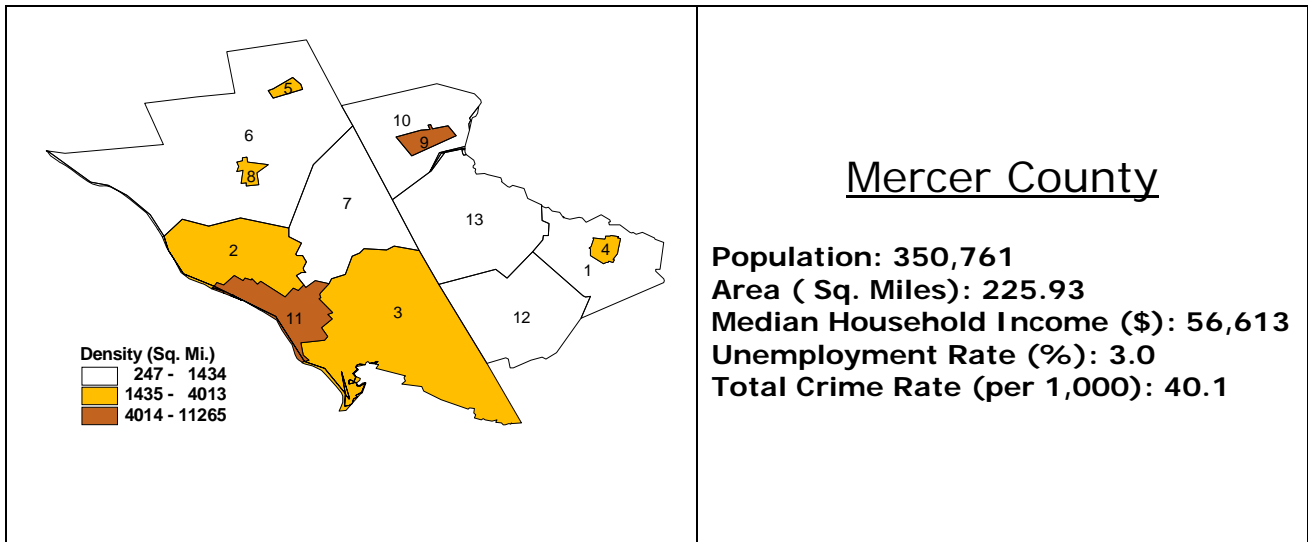 5
10
9
6
8
7
13
2
4
1
11
3
12
Density (Sq. Mi.)
247 - 1434
1435 - 4013
4014 - 11265
Mercer County
Population: 350,761
Area ( Sq. Miles): 225.93
Median Household Income ($): 56,613
Unemployment Rate (%): 3.0
Total Crime Rate (per 1,000): 40.1